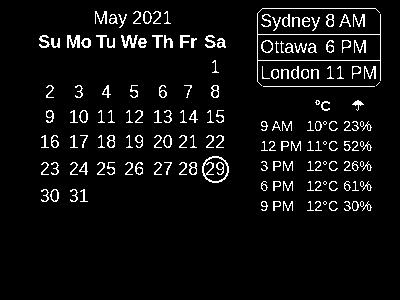 May 2021
Su Mo Tu We Th Fr Sa
1
2 3 4 5 6 7 8
9 10 11 12 13 14 15
16 17 18 19 20 21 22
23 24 25 26 27 28 29
30 31
Sydney 8 AM
Ottawa 6 PM
London 11 PM
°C ☂
9 AM 10°C 23%
12 PM 11°C 52%
3 PM 12°C 26%
6 PM 12°C 61%
9 PM 12°C 30%